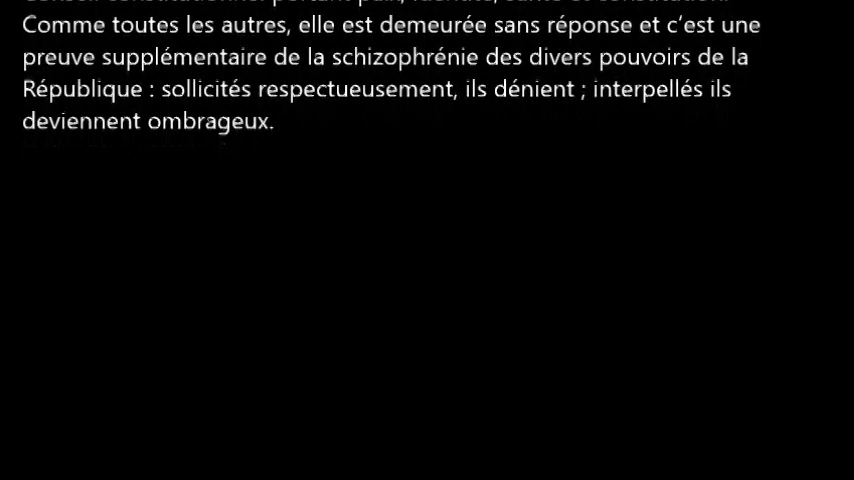 Comme toutes les autres, elle est demeurée sans réponse et c’est une
preuve supplémentaire de la schizophrénie des divers pouvoirs de la
République : sollicités respectueusement, ils dénient ; interpellés ils
deviennent ombrageux.